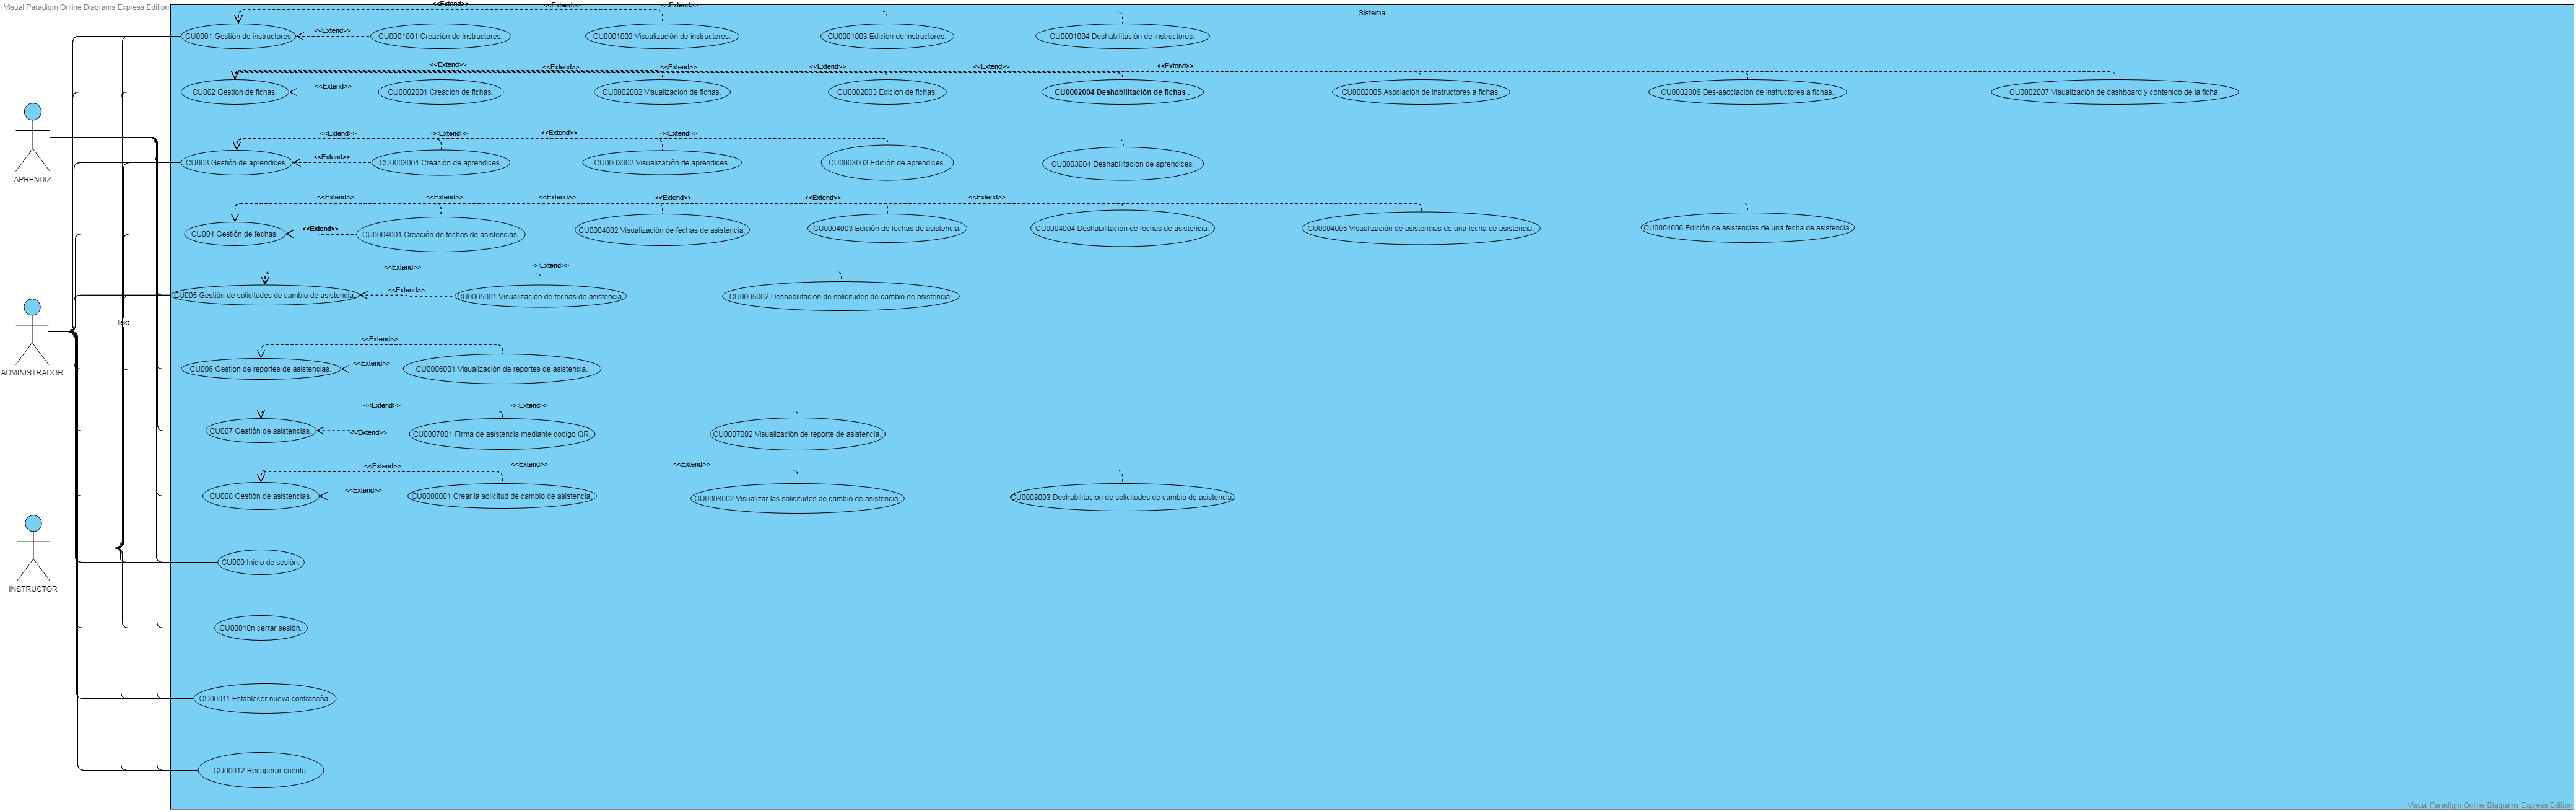 Visual Paradigm Online Diagrams Express Edition
Sistema
<<Extend>>
<<Extend>>
<<Extend>>
<<Extend>>
CU0001 Gestión de instructores
CU0001001 Creación de instructores.
CU0001002 Visualización de instructores.
CU0001003 Edición de instructores.
CU0001004 Deshabilitación de instructores.
<<Extend>>
<<Extend>>
<<Extend>>
<<Extend>>
<<Extend>>
<<Extend>>
<<Extend>>
CU002 Gestión de fichas.
CU0002001 Creación de fichas.
CU0002002 Visualización de fichas.
CU0002003 Edicion de fichas.
CU0002004 Deshabilitación de fichas .
CU0002005 Asociación de instructores a fichas.
CU0002006 Des-asociación de instructores a fichas.
CU0002007 Visualización de dashboard y contenido de la ficha.
APRENDIZ
<<Extend>>
<<Extend>>
<<Extend>>
<<Extend>>
<<Extend>>
CU003 Gestión de aprendices.
CU0003001 Creación de aprendices.
CU0003002 Visualización de aprendices.
CU0003003 Edición de aprendices.
CU0003004 Deshabilitacion de aprendices.
<<Extend>>
<<Extend>>
<<Extend>>
<<Extend>>
<<Extend>>
<<Extend>>
<<Extend>>
CU004 Gestión de fechas.
CU0004001 Creación de fechas de asistencias.
CU0004002 Visualización de fechas de asistencia.
CU0004003 Edición de fechas de asistencia.
CU0004004 Deshabilitacion de fechas de asistencia.
CU0004005 Visualización de asistencias de una fecha de asistencia.
CU0004006 Edición de asistencias de una fecha de asistencia.
<<Extend>>
<<Extend>>
<<Extend>>
CU005 Gestión de solicitudes de cambio de asistencia.
CU0005001 Visualización de fechas de asistencia.
CU0005002 Deshabilitacion de solicitudes de cambio de asistencia.
Text
ADMINISTRADOR
<<Extend>>
<<Extend>>
CU006 Gestion de reportes de asistencias.
CU0006001 Visualización de reportes de asistencia.
<<Extend>>
<<Extend>>
<<Extend>>
CU007 Gestión de asistencias.
CU0007001 Firma de asistencia mediante codigo QR.
CU0007002 Visualización de reporte de asistencia.
<<Extend>>
<<Extend>>
<<Extend>>
<<Extend>>
CU008 Gestión de asistencias.
CU0008001 Crear la solicitud de cambio de asistencia.
CU0008002 Visualizar las solicitudes de cambio de asistencia.
CU0008003 Deshabilitacion de solicitudes de cambio de asistencia.
INSTRUCTOR
CU009 Inicio de sesión.
CU00010n cerrar sesión.
CU00011 Establecer nueva contraseña.
CU00012 Recuperar cuenta.
Visual Paradigm Online Diagrams Express Edition